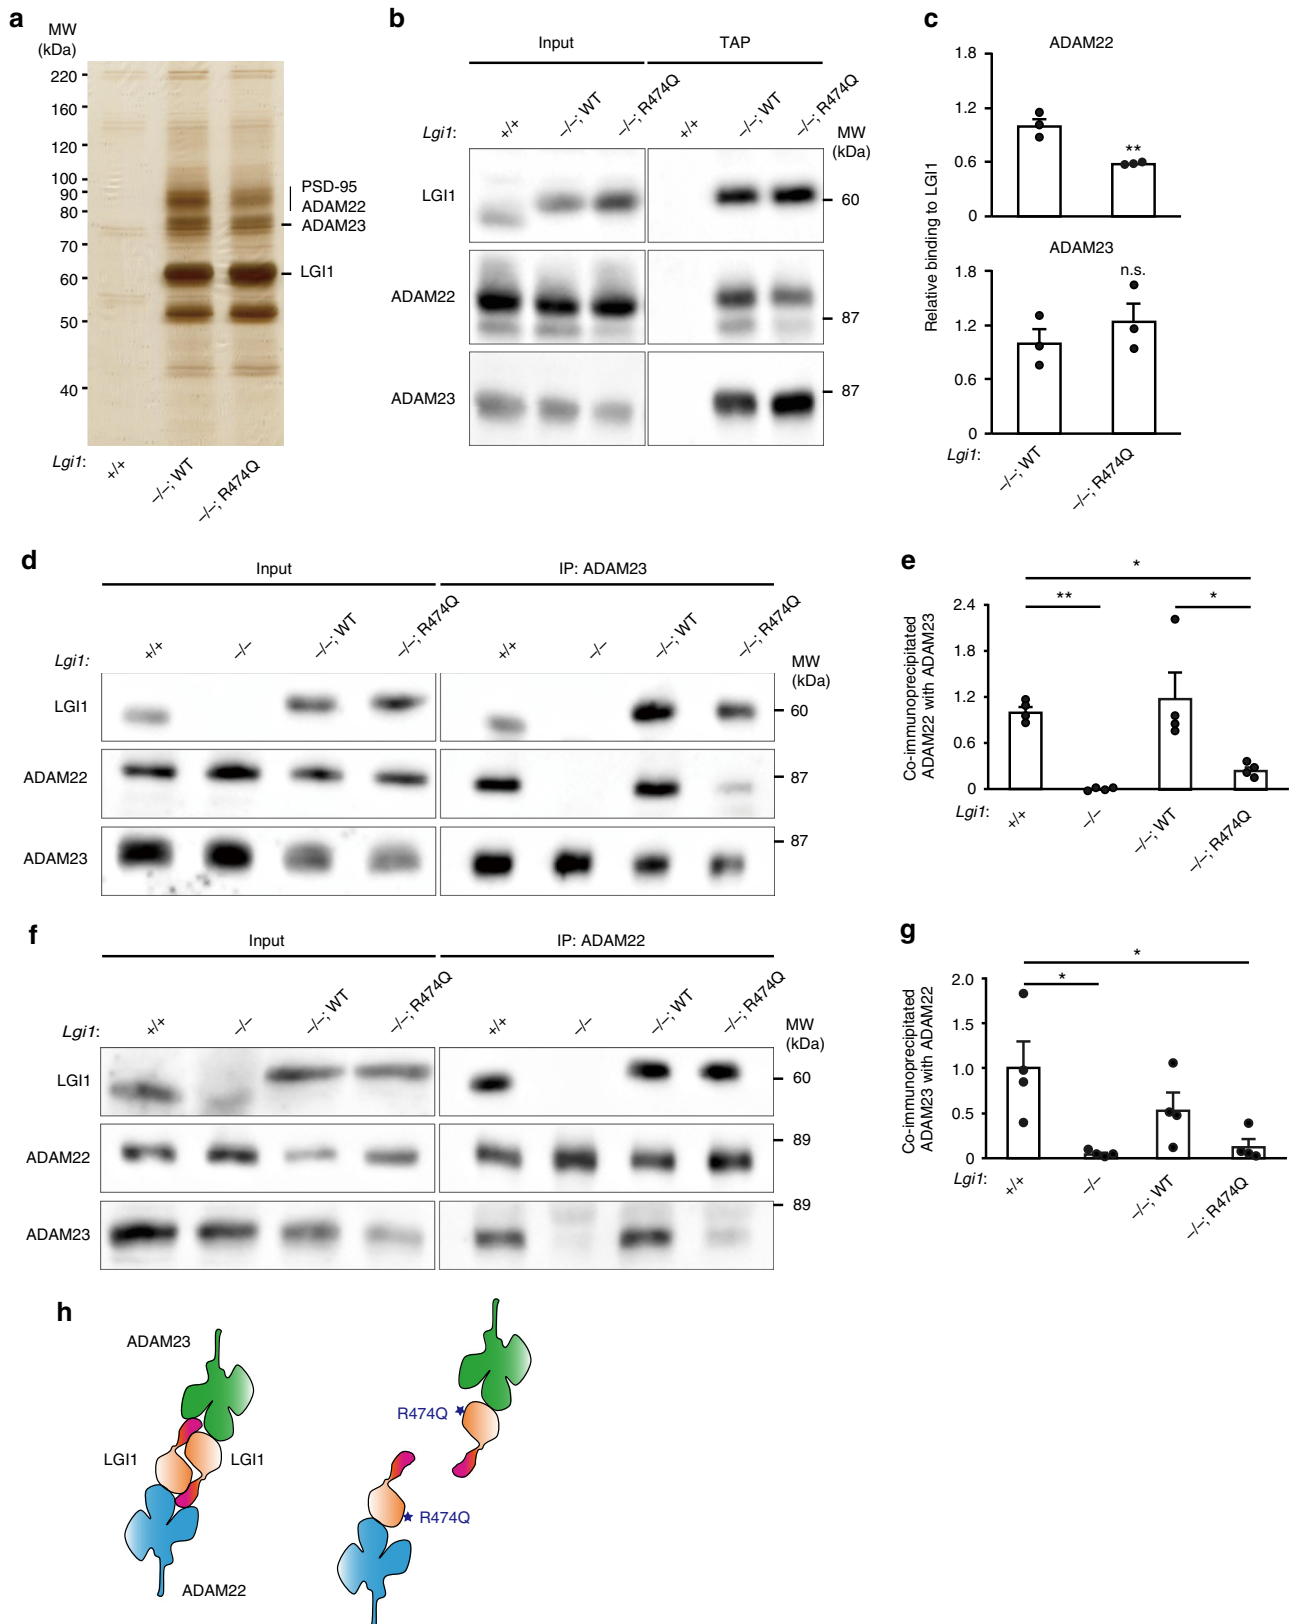 a
MW
(kDa)
220
160
120
100
90
80
70
60
50
40
PSD-95
ADAM22
ADAM23
LGI1
Lgi1:
+/+
–/–; WT
–/–; R474Q
b
Input
TAP
Lgi1:
+/+
–/–; WT
–/–; R474Q
+/+
–/–; WT
–/–; R474Q
MW
(kDa)
LGI1
60
ADAM22
87
ADAM23
87
c
ADAM22
1.8
1.2
0.6
0
**
ADAM23
1.8
1.2
0.6
0
n.s.
Relative binding to LGI1
Lgi1:
–/–; WT
–/–; R474Q
d
Input
IP: ADAM23
Lgi1:
+/+
–/–
–/–; WT
–/–; R474Q
+/+
–/–
–/–; WT
–/–; R474Q
MW
(kDa)
LGI1
60
ADAM22
87
ADAM23
87
e
*
**
*
2.4
1.8
1.2
0.6
0
Co-immunoprecipitated
ADAM22 with ADAM23
Lgi1:
+/+
–/–
–/–; WT
–/–; R474Q
f
Input
IP: ADAM22
Lgi1:
+/+
–/–
–/–; WT
–/–; R474Q
+/+
–/–
–/–; WT
–/–; R474Q
MW
(kDa)
LGI1
60
ADAM22
89
ADAM23
89
g
*
*
2.0
1.5
1.0
0.5
0
Co-immunoprecipitated
ADAM23 with ADAM22
Lgi1:
+/+
–/–
–/–; WT
–/–; R474Q
h
ADAM23
LGI1
LGI1
ADAM22
R474Q
R474Q